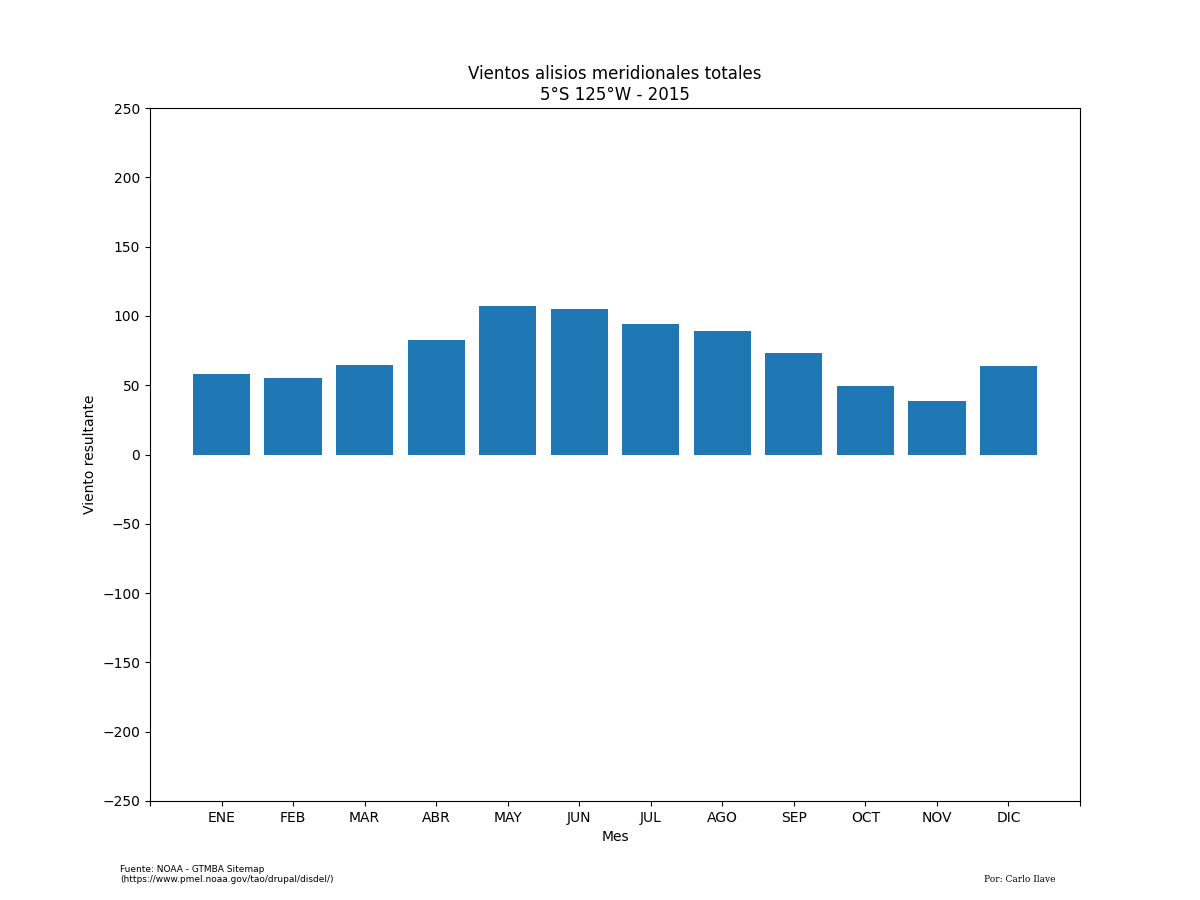 Vientos alisios meridionales totales
5°S 125°W - 2015
250
200
150
100
50
0
−50
−100
−150
−200
−250
Viento resultante
ENE FEB MAR ABR MAY JUN JUL AGO SEP OCT NOV DIC
Mes
Fuente: NOAA - GTMBA Sitemap
(https://www.pmel.noaa.gov/tao/drupal/disdel/)
Por: Carlo Ilave